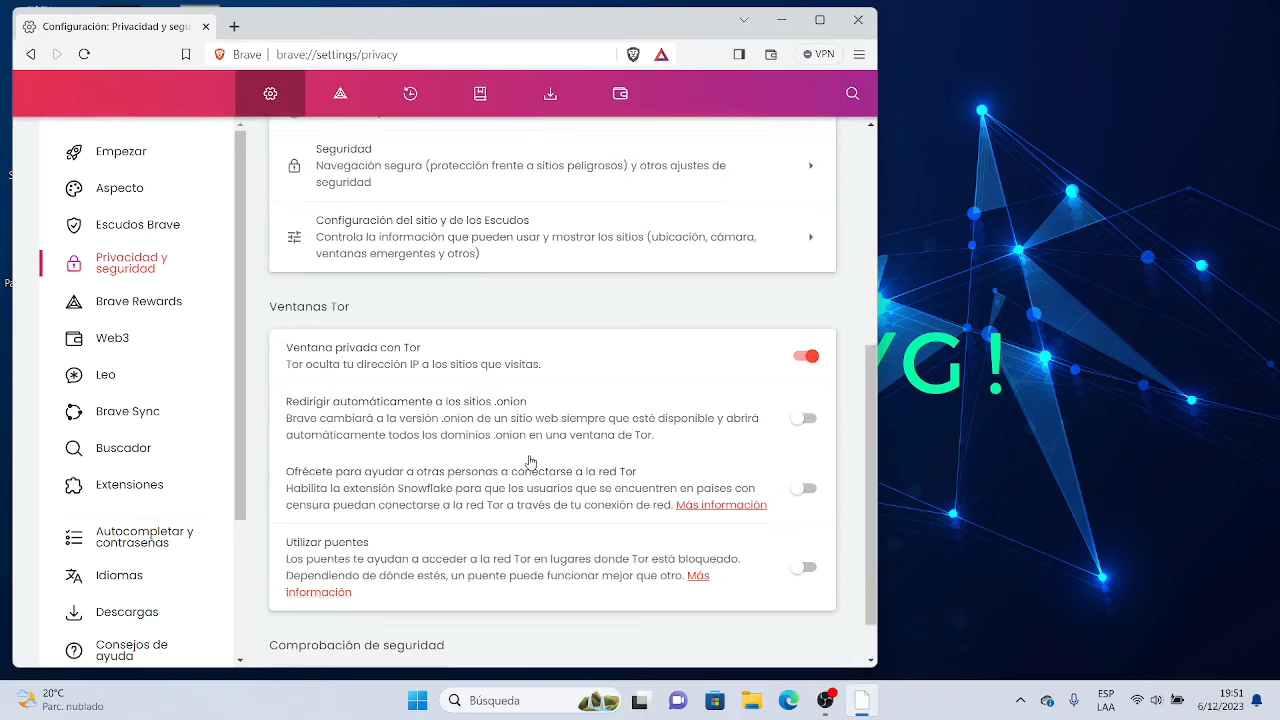 Configuración: Privacidad y segu
Brave
brave://settings/privacy
VPN
Empezar
Aspecto
Escudos Brave
Privacidad y
seguridad
Brave Rewards
Web3
Leo
Brave Sync
Buscador
Extensiones
Autocompletar y
contraseñas
Idiomas
Descargas
Consejos de
ayuda
Seguridad
Navegación segura (protección frente a sitios peligrosos) y otros ajustes de
seguridad
Configuración del sitio y de los Escudos
Controla la información que pueden usar y mostrar los sitios (ubicación, cámara,
ventanas emergentes y otros)
Ventanas Tor
Ventana privada con Tor
Tor oculta tu dirección IP a los sitios que visitas.
Redirigir automáticamente a los sitios .onion
Brave cambiará a la versión .onion de un sitio web siempre que esté disponible y abrirá
automáticamente todos los dominios .onion en una ventana de Tor.
Ofrécete para ayudar a otras personas a conectarse a la red Tor
Habilita la extensión Snowflake para que los usuarios que se encuentren en países con
censura puedan conectarse a la red Tor a través de tu conexión de red. Más información
Utilizar puentes
Los puentes te ayudan a acceder a la red Tor en lugares donde Tor está bloqueado.
Dependiendo de dónde estés, un puente puede funcionar mejor que otro. Más
información
Comprobación de seguridad
G!
20°C
Parc. nublado
Búsqueda
ESP
LAA
19:51
6/12/2023